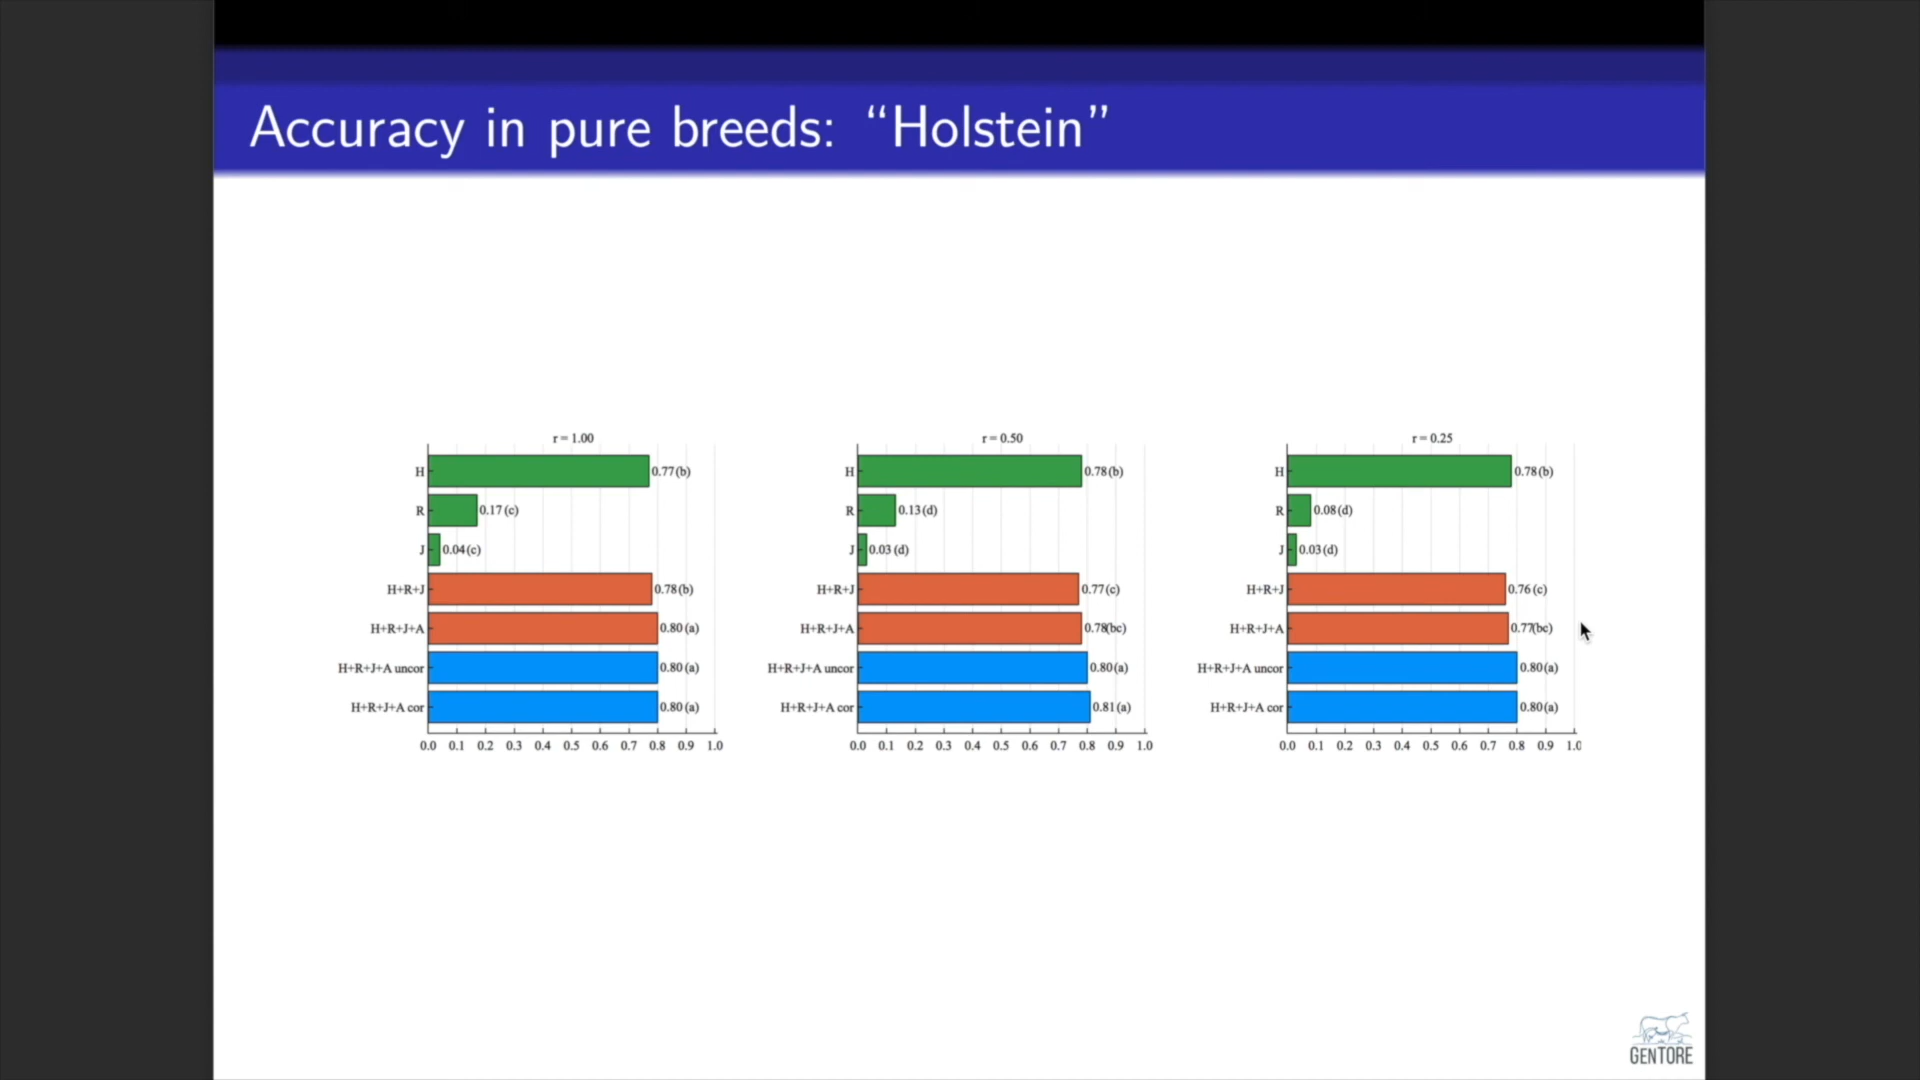 Accuracy in pure breeds: “Holstein”
r = 1.00
H 0.77(b)
R 0.17(c)
J 0.04(c)
H+R+J 0.78(b)
H+R+J+A 0.80(a)
H+R+J+A uncor 0.80(a)
H+R+J+A cor 0.80(a)
0.0 0.1 0.2 0.3 0.4 0.5 0.6 0.7 0.8 0.9 1.0
r = 0.50
H 0.78(b)
R 0.13(d)
J 0.03(d)
H+R+J 0.77(c)
H+R+J+A 0.78(bc)
H+R+J+A uncor 0.80(a)
H+R+J+A cor 0.81(a)
0.0 0.1 0.2 0.3 0.4 0.5 0.6 0.7 0.8 0.9 1.0
r = 0.25
H 0.78(b)
R 0.08(d)
J 0.03(d)
H+R+J 0.76(c)
H+R+J+A 0.77(bc)
H+R+J+A uncor 0.80(a)
H+R+J+A cor 0.80(a)
0.0 0.1 0.2 0.3 0.4 0.5 0.6 0.7 0.8 0.9 1.0
GENTORE